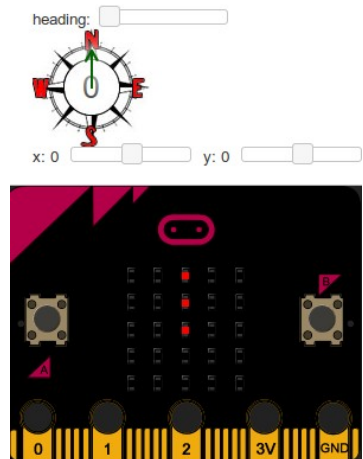 heading:
N
W 0 E
S
x: 0 y: 0
B
A
0 1 2 3V GND